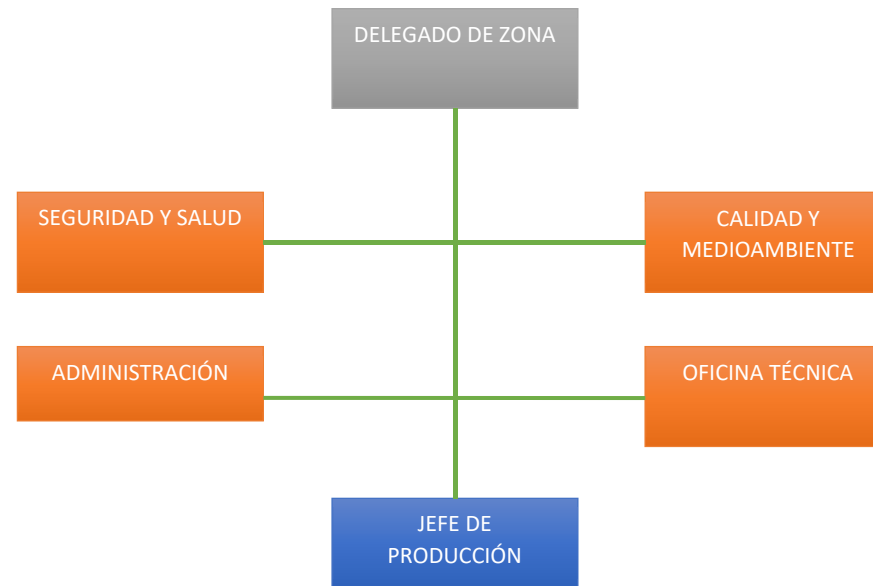 DELEGADO DE ZONA
SEGURIDAD Y SALUD
CALIDAD Y
MEDIOAMBIENTE
ADMINISTRACIÓN
OFICINA TÉCNICA
JEFE DE
PRODUCCIÓN